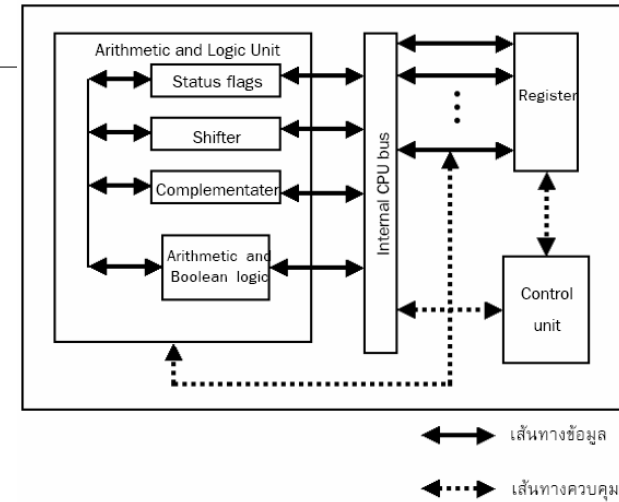 Arithmetic and Logic Unit
Status flags
Shifter
Complementater
Arithmetic and
Boolean logic
Internal CPU bus
Register
Control
unit
เส้นทางข้อมูล
เส้นทางควบคุม